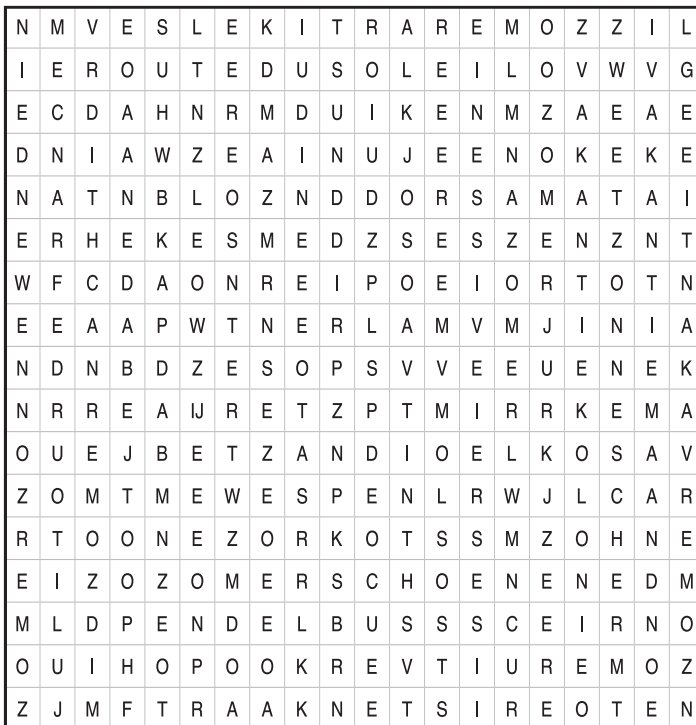 N M V E S L E K I T R A R E M O Z Z I L
I E R O U T E D U S O L E I L O V W V G
E C D A H N R M D U I K E N M Z A E A E
D N I A W Z E A I N U J E E N O K E K E
N A T N B L O Z N D D O R S A M A T A I
E R H E K E S M E D Z S E S Z E N Z N T
W F C D A O N R E I P O E I O R T O T N
E E A A P W T N E R L A M V M J I N I A
N D N B D Z E S O P S V V E E U E N E K
N R R E A IJ R E T Z P T M I R R K E M A
O U E J B E T Z A N D I O E L K O S A V
Z O M T M E W E S P E N L R W J L C A R
R T O O N E Z O R K O T S S M Z O H N E
E I Z O Z O M E R S C H O E N E N E D M
M L D P E N D E L B U S S S C E I R N O
O U I H O P O O K R E V T I U R E M O Z
Z J M F T R A A K N E T S I R E O T E N